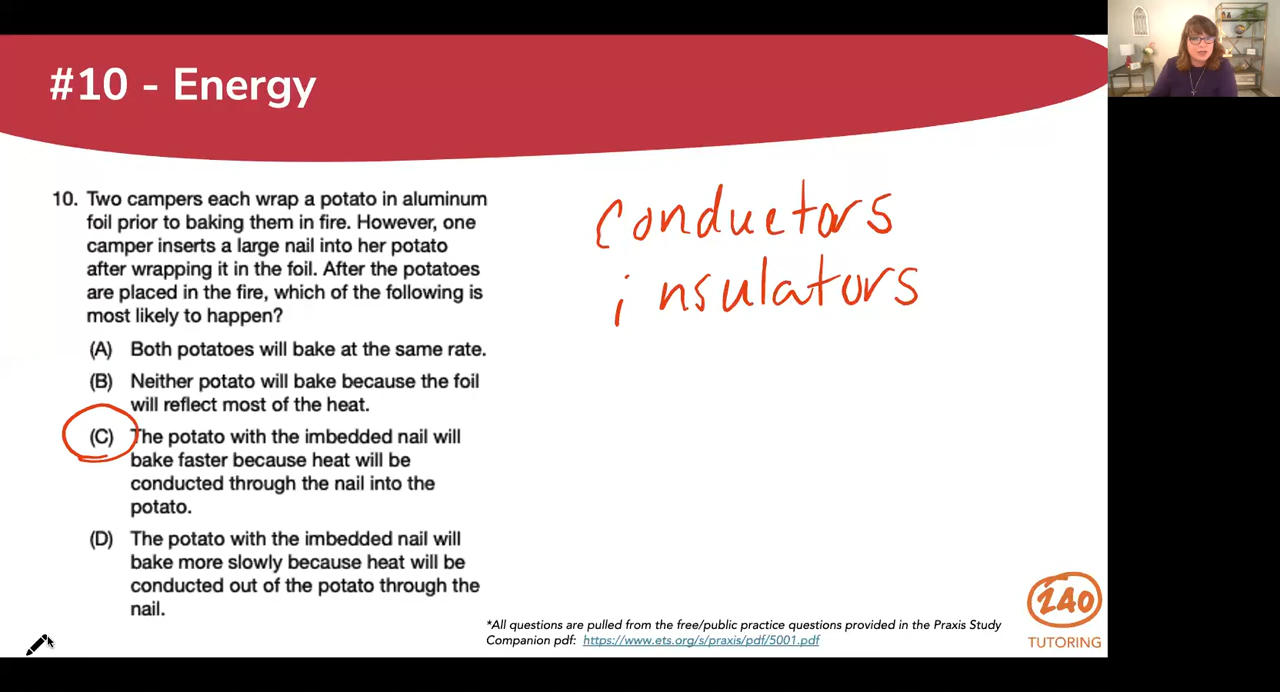 #10 - Energy
10. Two campers each wrap a potato in aluminum
foil prior to baking them in fire. However, one
camper inserts a large nail into her potato
after wrapping it in the foil. After the potatoes
are placed in the fire, which of the following is
most likely to happen?
(A) Both potatoes will bake at the same rate.
(B) Neither potato will bake because the foil
will reflect most of the heat.
(C) The potato with the imbedded nail will
bake faster because heat will be
conducted through the nail into the
potato.
(D) The potato with the imbedded nail will
bake more slowly because heat will be
conducted out of the potato through the
nail.
conductors
insulators
*All questions are pulled from the free/public practice questions provided in the Praxis Study
Companion pdf: https://www.ets.org/s/praxis/pdf/5001.pdf
240
TUTORING